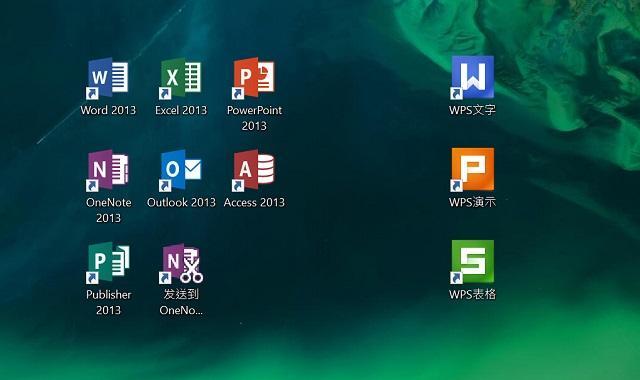 W
Word 2013
X
Excel 2013
P
PowerPoint
2013
W
WPS文字
N
OneNote
2013
O
Outlook 2013
A
Access 2013
P
WPS演示
P
Publisher
2013
N
发送到
OneNo...
S
WPS表格